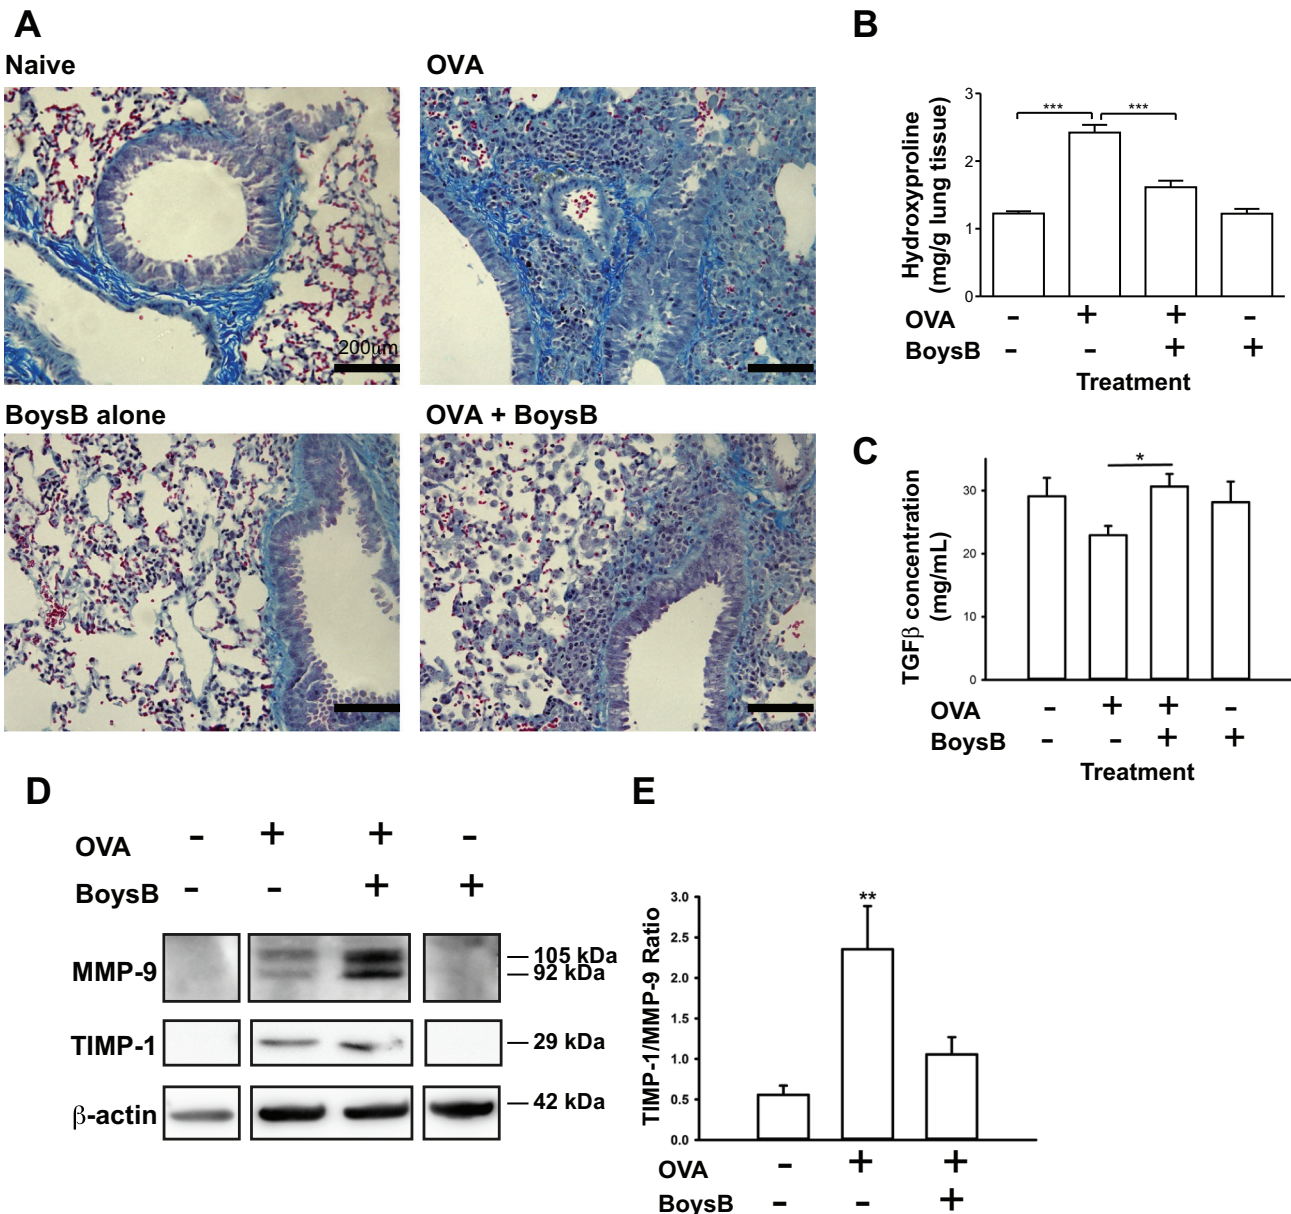 A
Naive
OVA
200um
BoysB alone
OVA + BoysB
B
Hydroxyproline
(mg/g lung tissue)
3
2
1
0
*** ***
OVA - + + -
BoysB - - + +
Treatment
C
TGFβ concentration
(mg/mL)
30
20
10
0
*
OVA - + + -
BoysB - - + +
Treatment
D
OVA - + + -
BoysB - - + +
MMP-9
105 kDa
92 kDa
TIMP-1
29 kDa
β-actin
42 kDa
E
TIMP-1/MMP-9 Ratio
3.0
2.5
2.0
1.5
1.0
0.5
0.0
**
OVA - + +
BoysB - - +